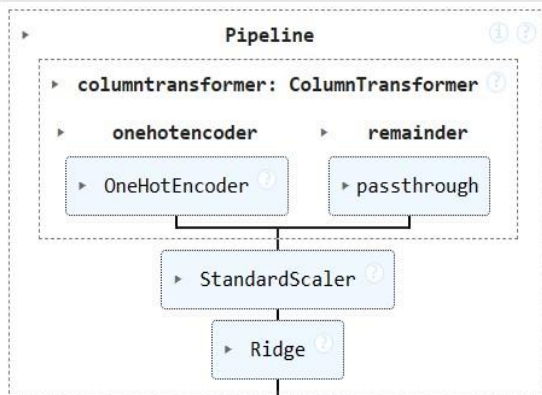 Pipeline
columntransformer: ColumnTransformer
onehotencoder remainder
OneHotEncoder passthrough
StandardScaler
Ridge